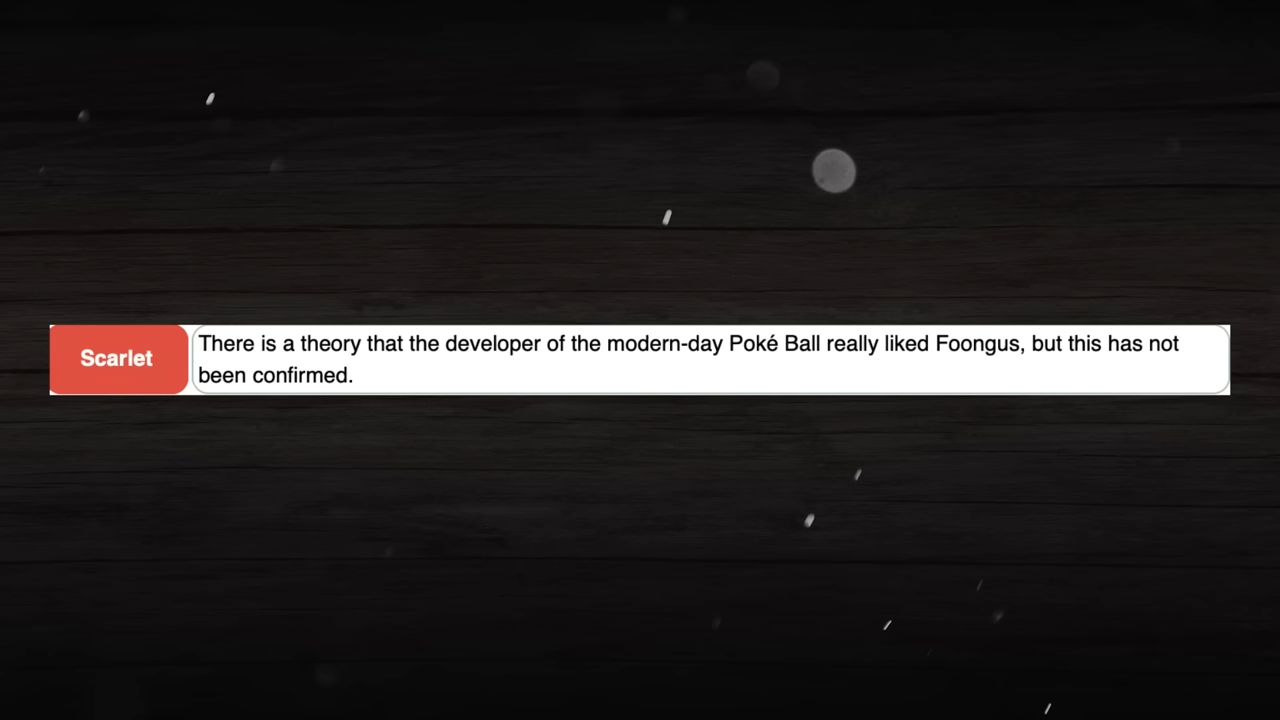 Scarlet
There is a theory that the developer of the modern-day Poké Ball really liked Foongus, but this has not
been confirmed.